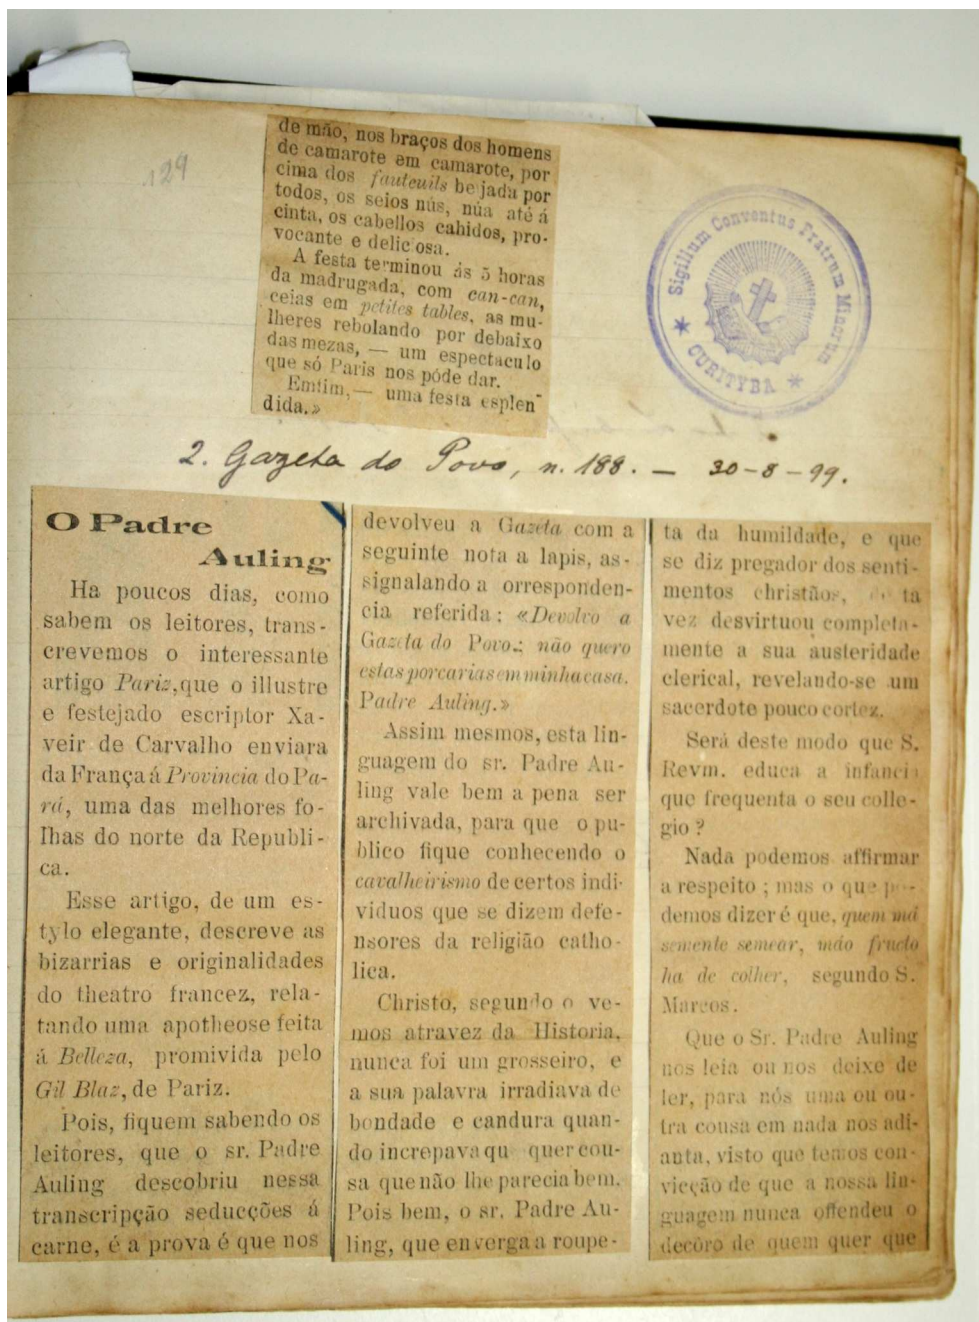 129
de mão, nos braços dos homens
de camarote em camarote, por
cima dos fauteuils bejada por
todos, os seios nús, núa até á
cinta, os cabellos cahidos, pro-
vocante e delic osa.
A festa terminou ás 5 horas
da madrugada, com can-can,
ceias em petites tables, as mu-
lheres rebolando por debaixo
das mezas, — um espectaculo
que só Paris nos póde dar.
Emfim,— uma festa esplen-
dida.»
Sigillum Conventus Fratrum Minorum
CURITYBA
2. Gazeta do Povo, n. 188. — 30-8-99.
O Padre
Auling
Ha poucos dias, como
sabem os leitores, trans-
crevemos o interessante
artigo Pariz, que o illustre
e festejado escriptor Xa-
veir de Carvalho enviara
da França á Provincia do Pa-
rá, uma das melhores fo-
lhas do norte da Republi-
ca.
Esse artigo, de um es-
tylo elegante, descreve as
bizarrias e originalidades
do theatro francez, rela-
tando uma apotheose feita
á Belleza, promivida pelo
Gil Blaz, de Pariz.
Pois, fiquem sabendo os
leitores, que o sr. Padre
Auling descobriu nessa
transcripção seducções á
carne, é a prova é que nos
devolveu a Gazeta com a
seguinte nota a lapis, as-
signalando a orresponden-
cia referida: «Devolvo a
Gazeta do Povo.: não quero
estas porcarias em minha casa.
Padre Auling.»
Assim mesmos, esta lin-
guagem do sr. Padre Au-
ling vale bem a pena ser
archivada, para que o pu-
blico fique conhecendo o
cavalheirismo de certos indi-
viduos que se dizem defe-
nsores da religião catho-
lica.
Christo, segundo o ve-
mos atravez da Historia,
nunca foi um grosseiro, e
a sua palavra irradiava de
bondade e candura quan-
do increpava qu quer cou-
sa que não lhe parecia bem.
Pois bem, o sr. Padre Au-
ling, que enverga a roupe-
ta da humildade, e que
se diz pregador dos senti-
mentos christãos, ta
vez desvirtuou completa-
mente a sua austeridade
clerical, revelando-se um
sacerdote pouco cortez.
Será deste modo que S.
Revm. educa a infancia
que frequenta o seu colle-
gio ?
Nada podemos affirmar
a respeito ; mas o que po-
demos dizer é que, quem má
semente semear, máo fructo
ha de colher, segundo S.
Marcos.
Que o Sr. Padre Auling
nos leia ou nos deixe de
ler, para nós uma ou ou-
tra cousa em nada nos adi-
anta, visto que temos con-
vicção de que a nossa lin-
guagem nunca offendeu o
decóro de quem quer que